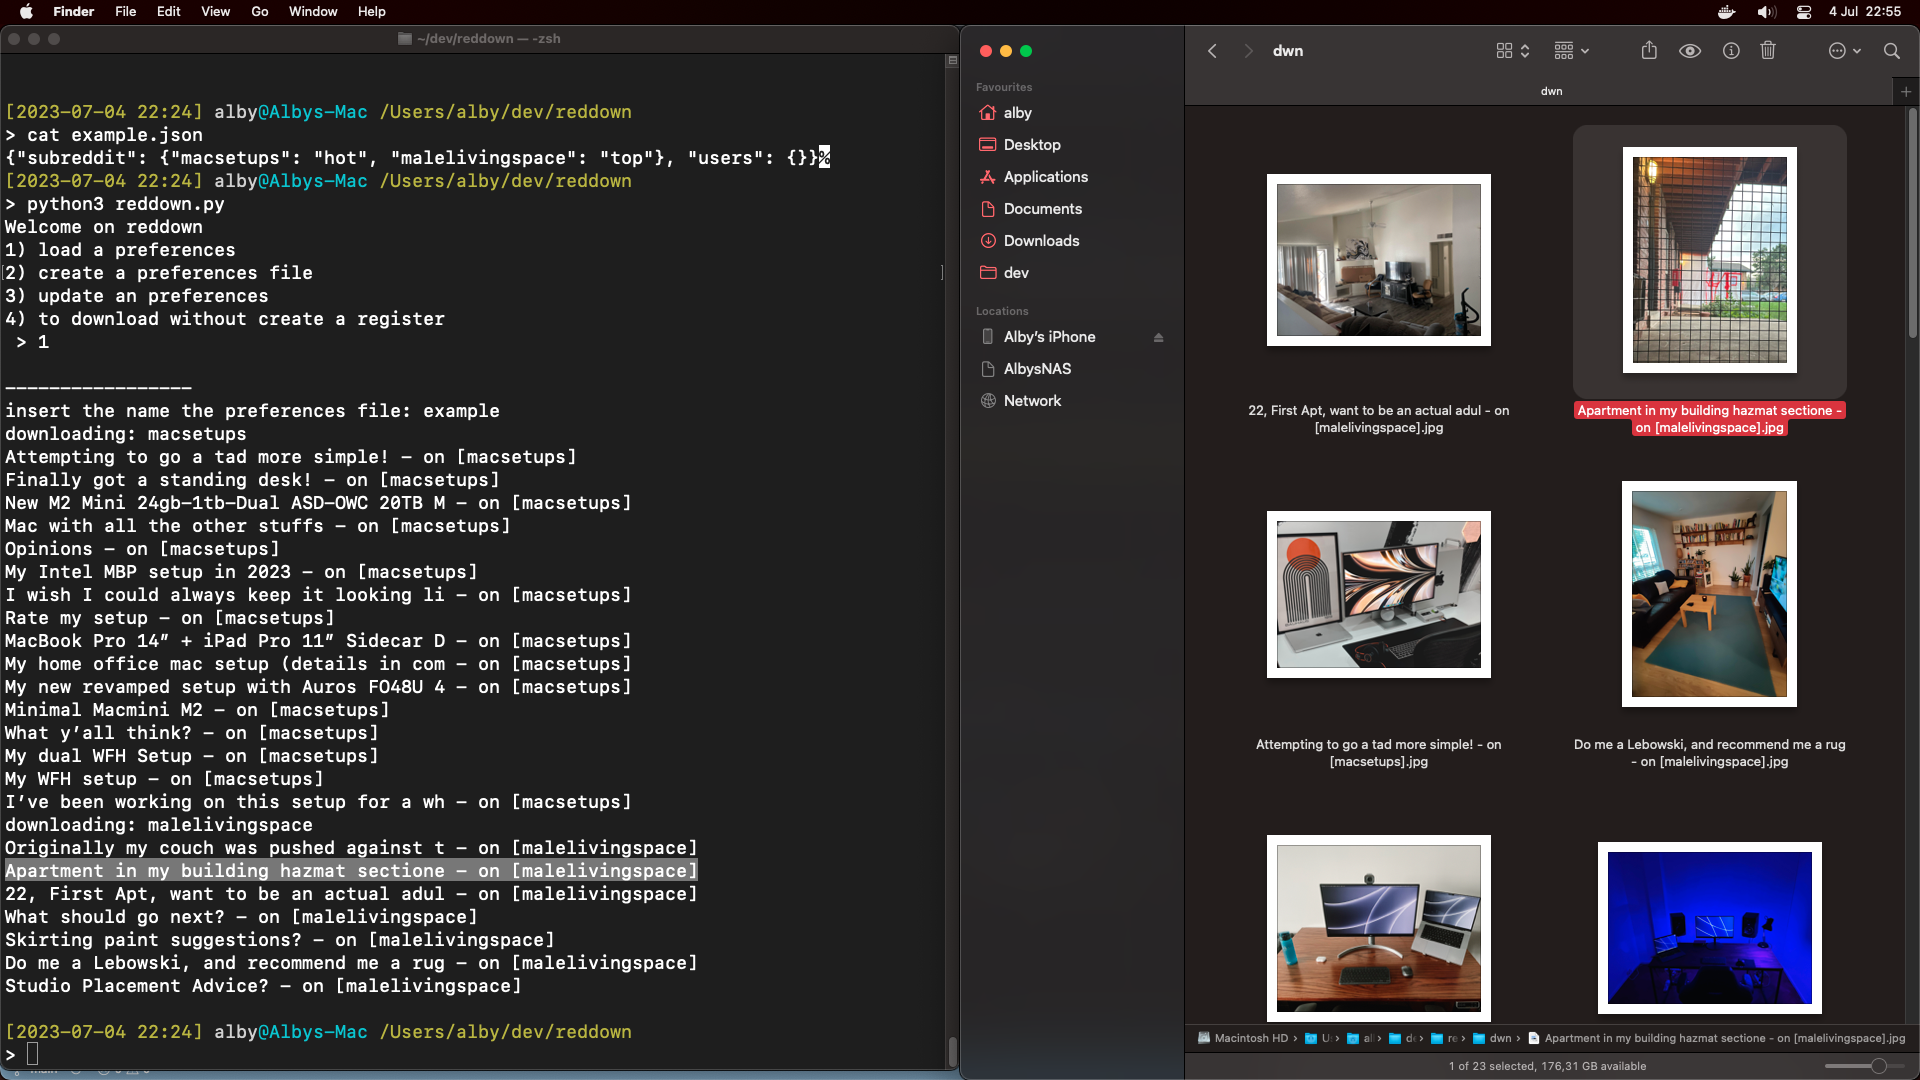 Finder File Edit View Go Window Help
4 Jul 22:55
~/dev/reddown — -zsh
[2023-07-04 22:24] alby@Albys-Mac /Users/alby/dev/reddown
> cat example.json
{"subreddit": {"macsetups": "hot", "malelivingspace": "top"}, "users": {}}%
[2023-07-04 22:24] alby@Albys-Mac /Users/alby/dev/reddown
> python3 reddown.py
Welcome on reddown
1) load a preferences
2) create a preferences file
3) update an preferences
4) to download without create a register
> 1
-----------------
insert the name the preferences file: example
downloading: macsetups
Attempting to go a tad more simple! - on [macsetups]
Finally got a standing desk! - on [macsetups]
New M2 Mini 24gb-1tb-Dual ASD-OWC 20TB M - on [macsetups]
Mac with all the other stuffs - on [macsetups]
Opinions - on [macsetups]
My Intel MBP setup in 2023 - on [macsetups]
I wish I could always keep it looking li - on [macsetups]
Rate my setup - on [macsetups]
MacBook Pro 14” + iPad Pro 11” Sidecar D - on [macsetups]
My home office mac setup (details in com - on [macsetups]
My new revamped setup with Auros FO48U 4 - on [macsetups]
Minimal Macmini M2 - on [macsetups]
What y’all think? - on [macsetups]
My dual WFH Setup - on [macsetups]
My WFH setup - on [macsetups]
I’ve been working on this setup for a wh - on [macsetups]
downloading: malelivingspace
Originally my couch was pushed against t - on [malelivingspace]
Apartment in my building hazmat sectione - on [malelivingspace]
22, First Apt, want to be an actual adul - on [malelivingspace]
What should go next? - on [malelivingspace]
Skirting paint suggestions? - on [malelivingspace]
Do me a Lebowski, and recommend me a rug - on [malelivingspace]
Studio Placement Advice? - on [malelivingspace]
[2023-07-04 22:24] alby@Albys-Mac /Users/alby/dev/reddown
>
Favourites
alby
Desktop
Applications
Documents
Downloads
dev
Locations
Alby’s iPhone
AlbysNAS
Network
dwn
dwn
22, First Apt, want to be an actual adul - on
[malelivingspace].jpg
Apartment in my building hazmat sectione -
on [malelivingspace].jpg
Attempting to go a tad more simple! - on
[macsetups].jpg
Do me a Lebowski, and recommend me a rug
- on [malelivingspace].jpg
Macintosh HD › U › al › de › re › dwn › Apartment in my building hazmat sectione - on [malelivingspace].jpg
1 of 23 selected, 176,31 GB available